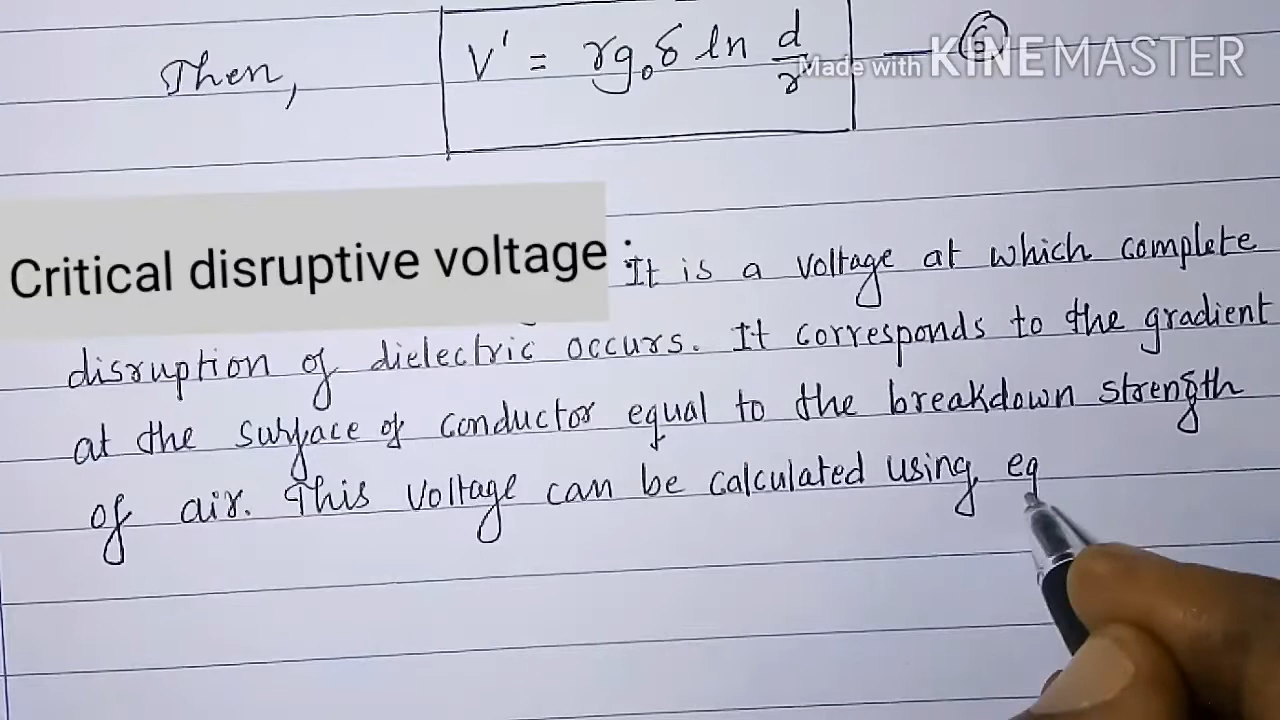 Then, V' = rg₀δ ln d/r — ⑥
Made with KINEMASTER
Critical disruptive voltage : It is a voltage at which complete
disruption of dielectric occurs. It corresponds to the gradient
at the surface of conductor equal to the breakdown strength
of air. This voltage can be calculated using eq